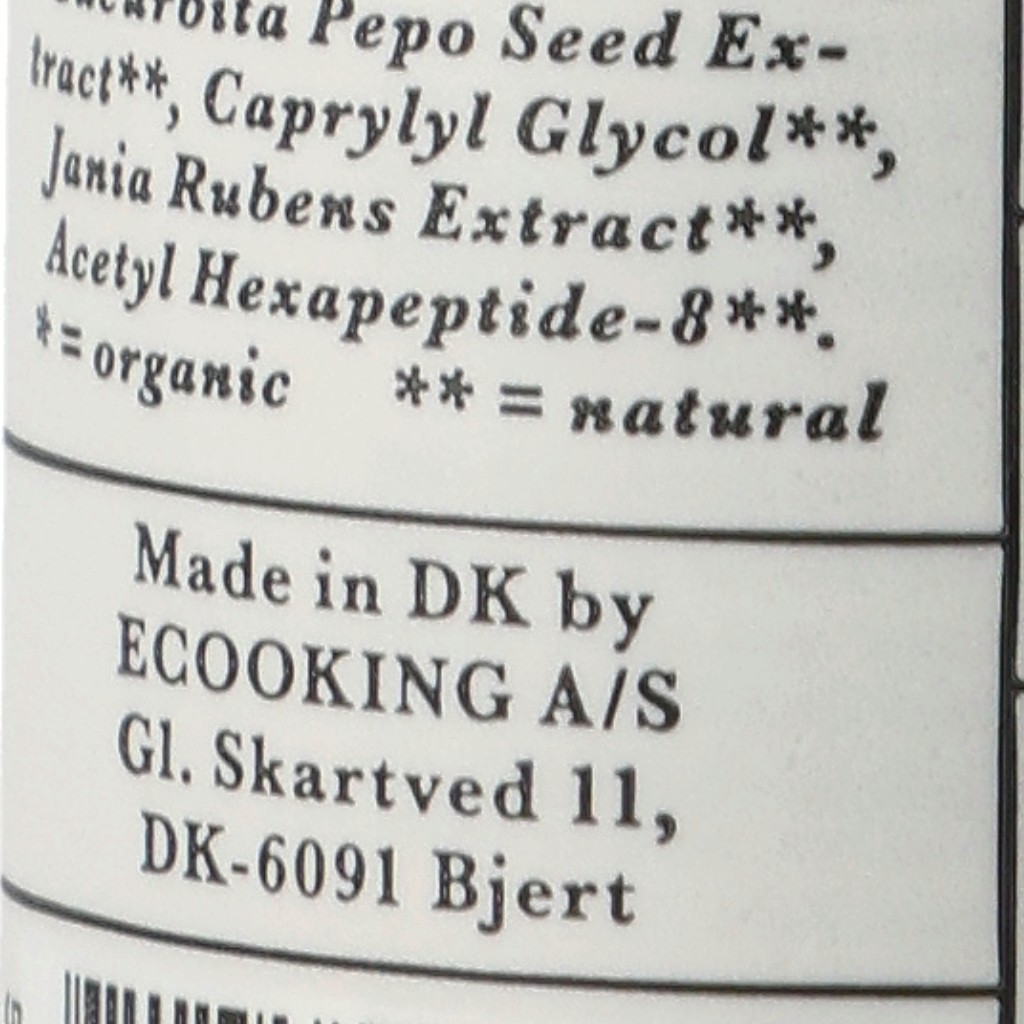 Pepo Seed Ex-
tract**, Caprylyl Glycol**,
Jania Rubens Extract**,
Acetyl Hexapeptide-8**.
*=organic ** = natural
Made in DK by
ECOOKING A/S
Gl. Skartved 11,
DK-6091 Bjert